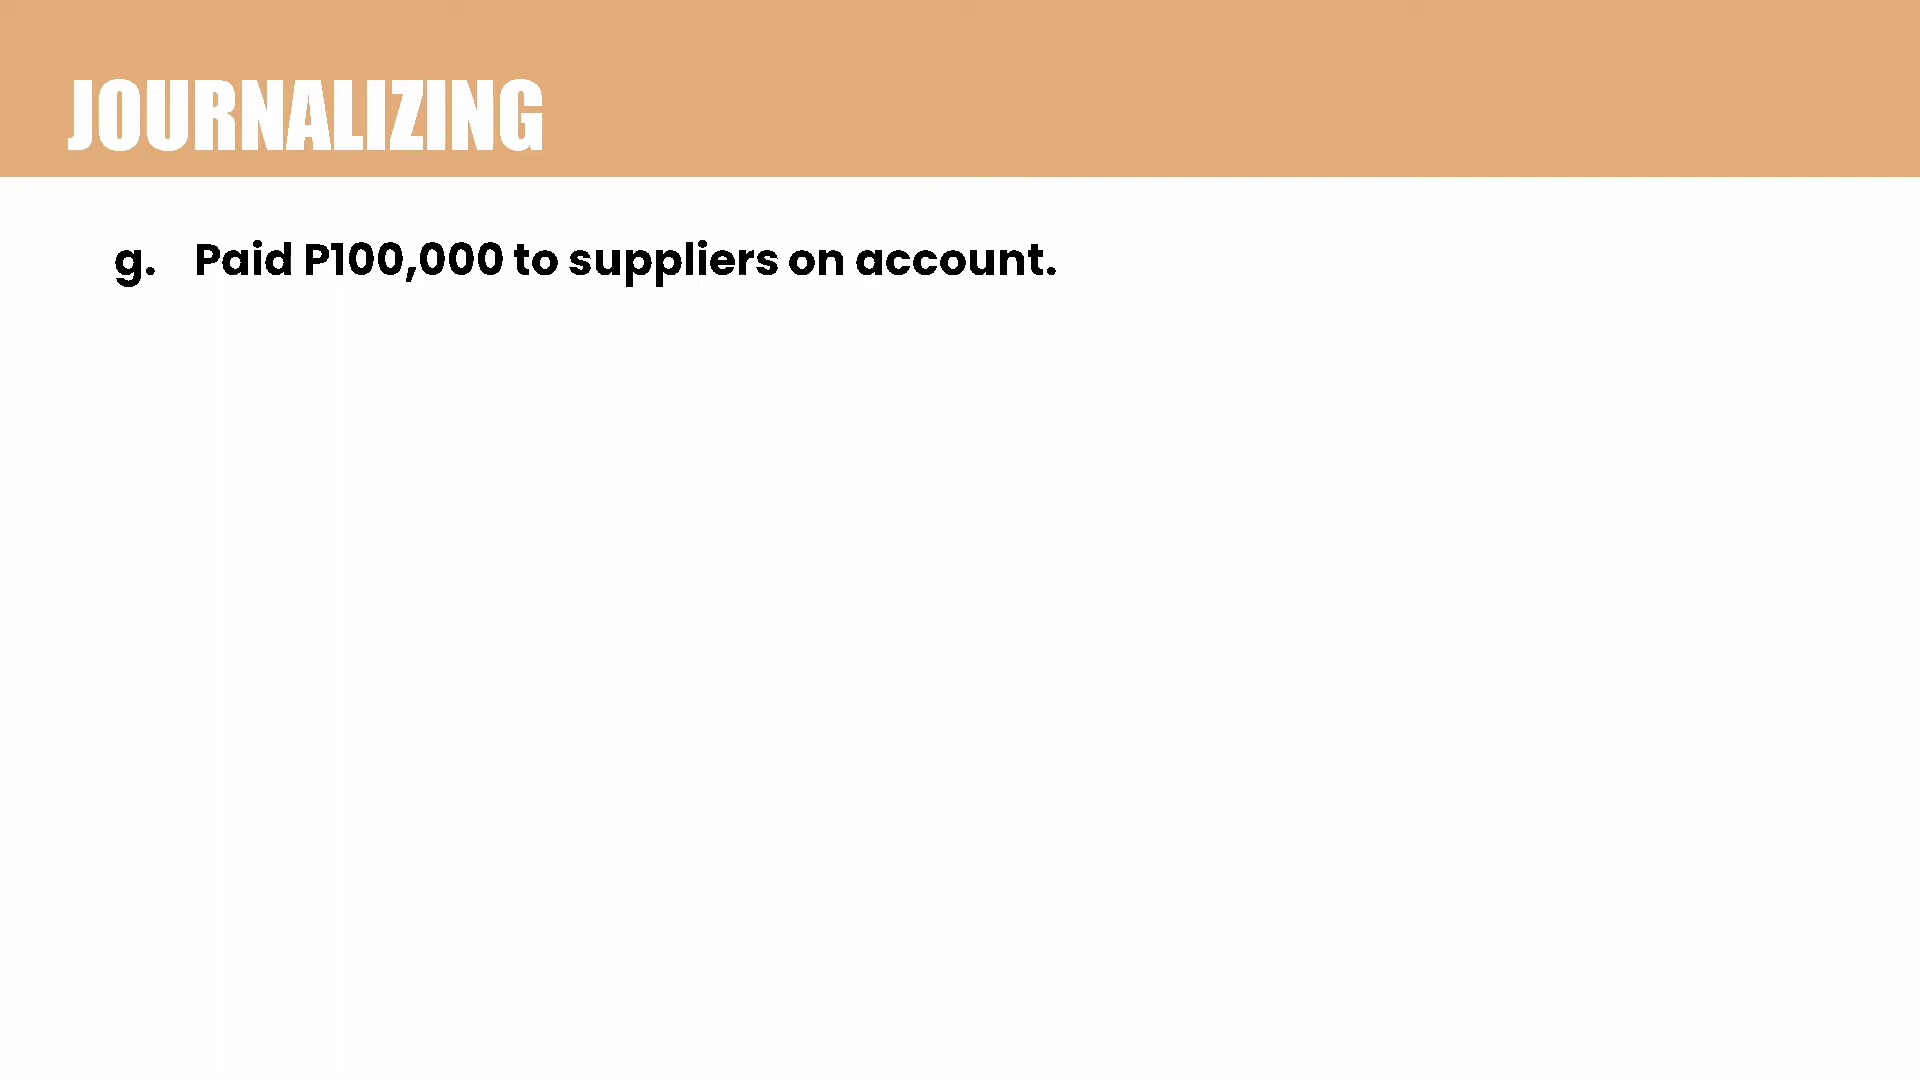 JOURNALIZING
g. Paid P100,000 to suppliers on account.